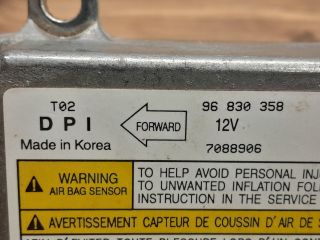 T02
DPI
Made in Korea
FORWARD
96 830 358
12V
7088906
WARNING
AIR BAG SENSOR
TO HELP AVOID PERSONAL INJ
TO UNWANTED INFLATION FOL
INSTRUCTION IN THE SERVICE
AVERTISSEMENT CAPTEUR DE COUSSIN D'AIR DE S